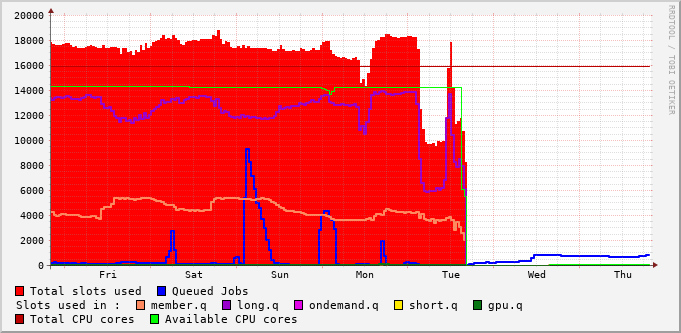 20000
18000
16000
14000
12000
10000
8000
6000
4000
2000
0
Fri Sat Sun Mon Tue Wed Thu
Total slots used Queued Jobs
Slots used in : member.q long.q ondemand.q short.q gpu.q
Total CPU cores Available CPU cores
RRDTOOL / TOBI OETIKER